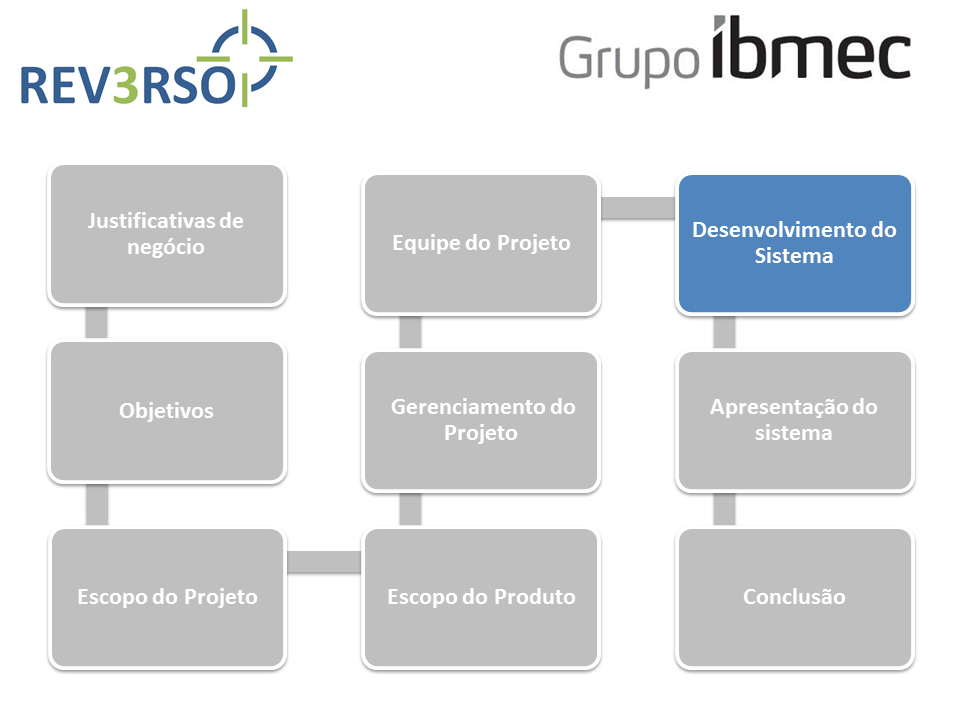 REV3RSO
Grupo ibmec
Justificativas de
negócio
Objetivos
Escopo do Projeto
Escopo do Produto
Gerenciamento do
Projeto
Equipe do Projeto
Desenvolvimento do
Sistema
Apresentação do
sistema
Conclusão